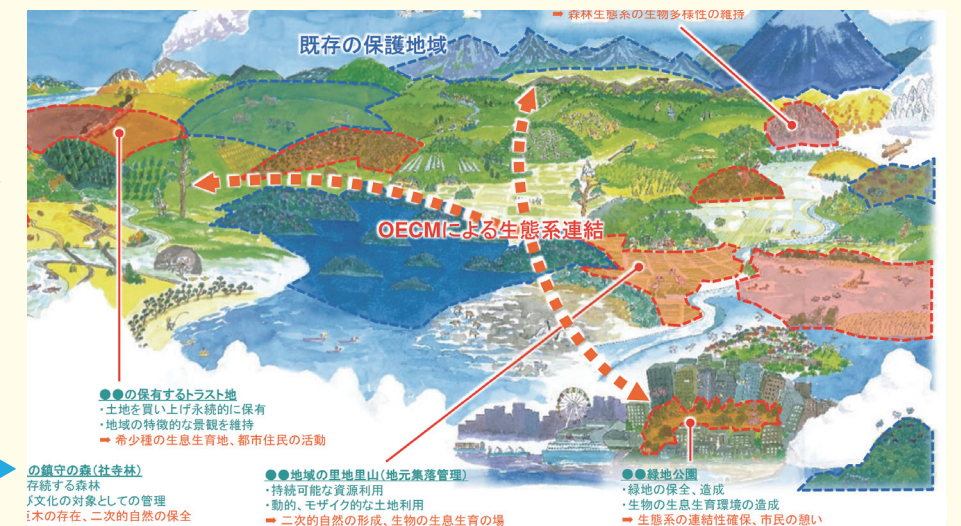 ➡ 森林生態系の生物多様性の維持
既存の保護地域
OECMによる生態系連結
●●の保有するトラスト地
・土地を買い上げ永続的に保有
・地域の特徴的な景観を維持
➡ 希少種の生息生育地、都市住民の活動
の鎮守の森(社寺林)
存続する森林
文化の対象としての管理
巨木の存在、二次的自然の保全
●●地域の里地里山(地元集落管理)
・持続可能な資源利用
・動的、モザイク的な土地利用
➡ 二次的自然の形成、生物の生息生育の場
●●緑地公園
・緑地の保全、造成
・生物の生息生育環境の造成
➡ 生態系の連結性確保、市民の憩い